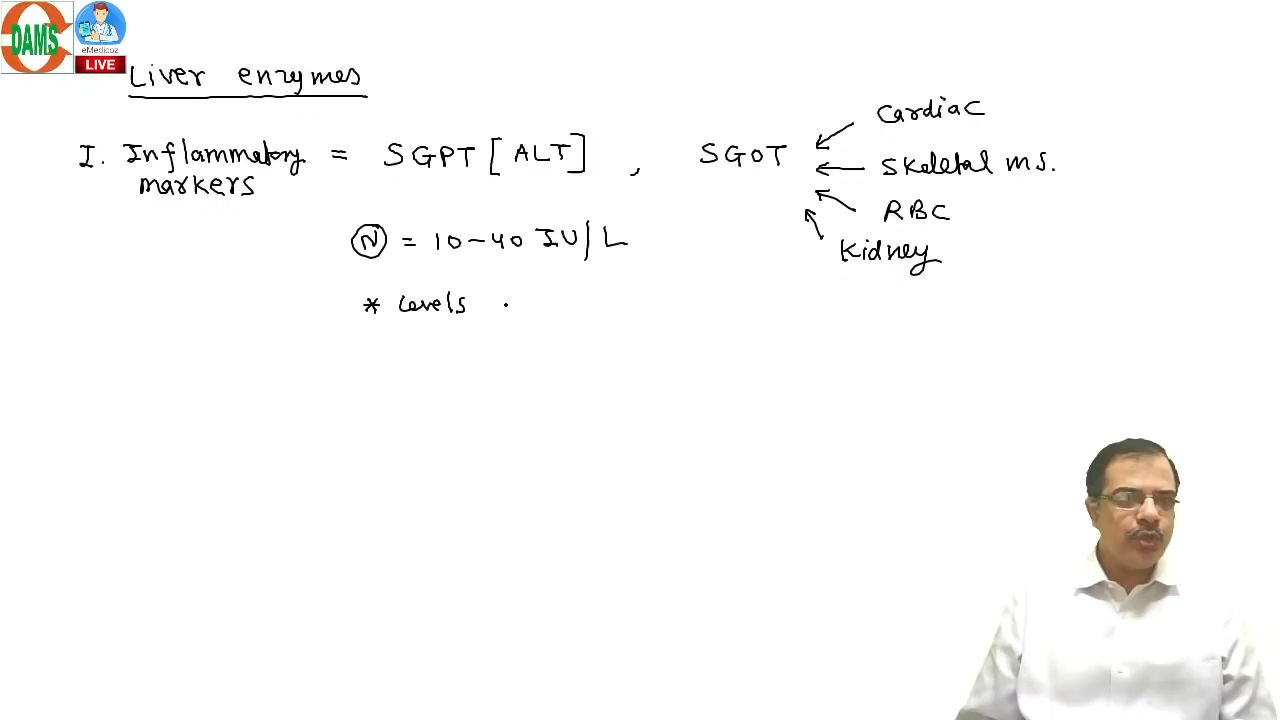 DAMS
eMedicoz
LIVE
Liver enzymes
I. Inflammatory = SGPT [ALT] , SGOT
markers
Cardiac
Skeletal ms.
RBC
Kidney
N = 10-40 IU/L
* Levels